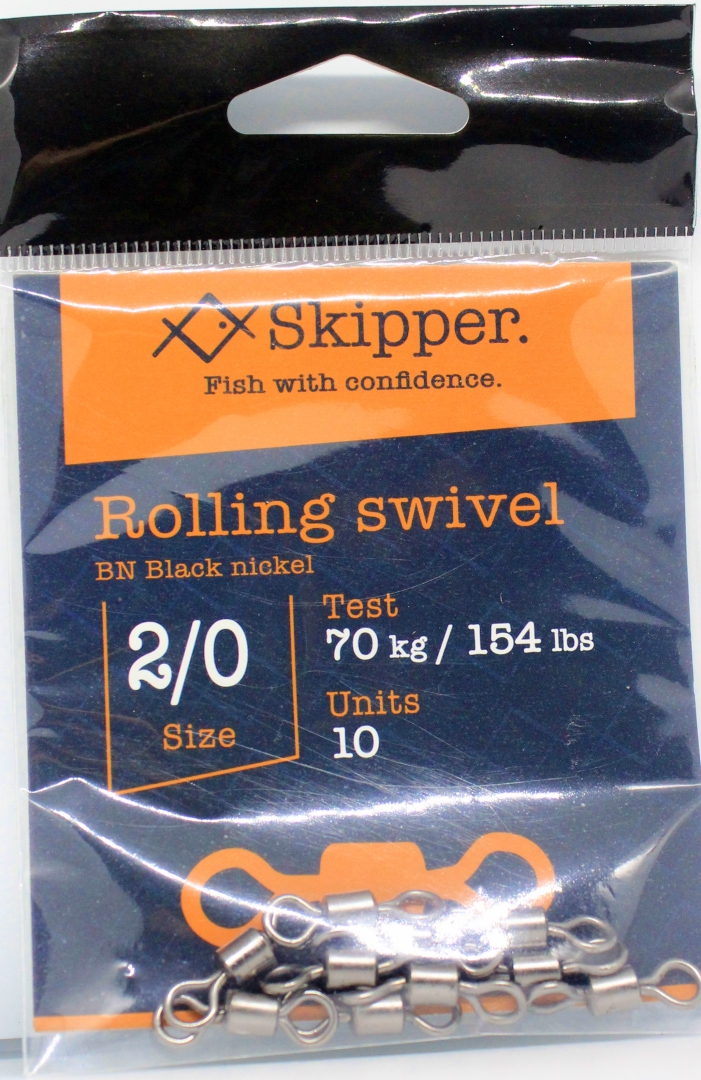 Skipper.
Fish with confidence.
Rolling swivel
BN Black nickel
2/0
Size
Test
70 kg / 154 lbs
Units
10